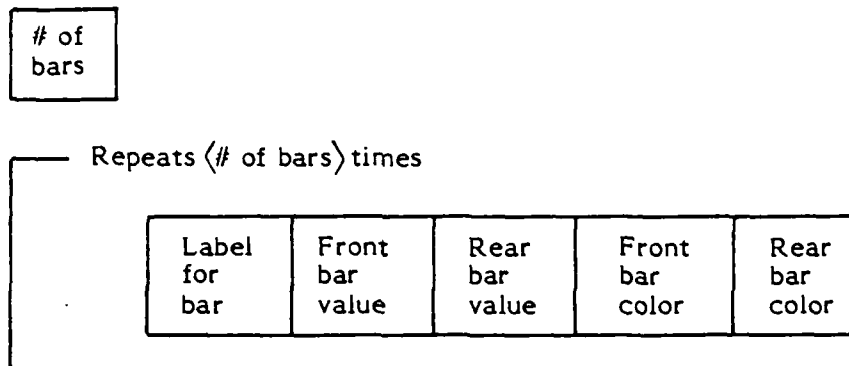 # of
bars
Repeats ⟨# of bars⟩ times
Label for bar
Front bar value
Rear bar value
Front bar color
Rear bar color